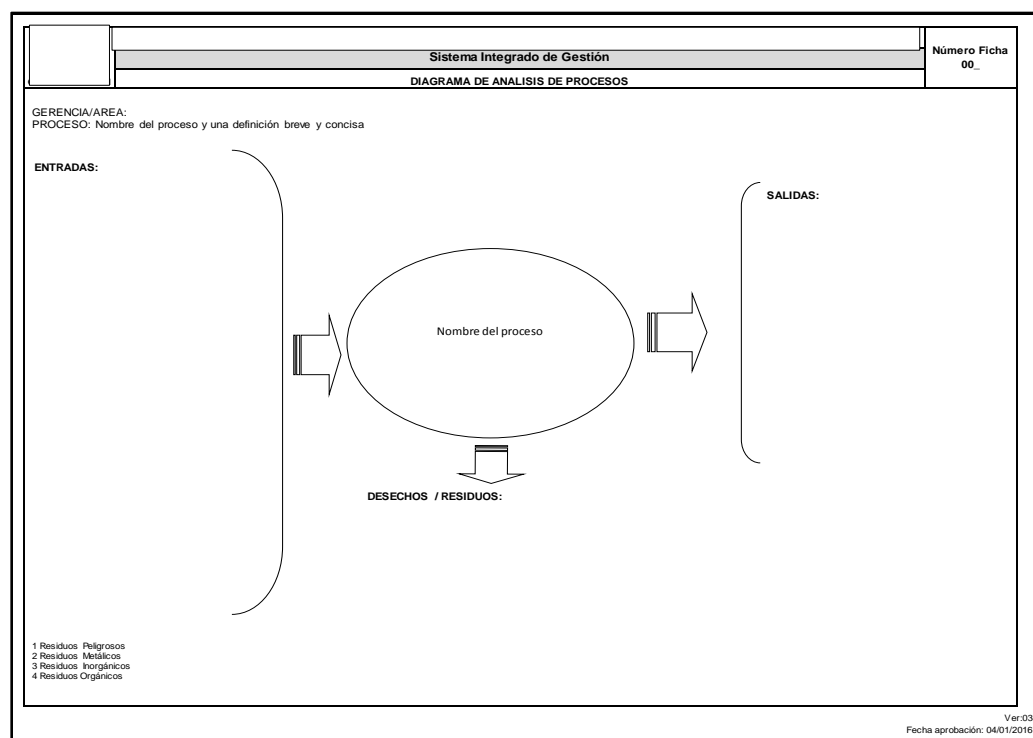 Sistema Integrado de Gestión
DIAGRAMA DE ANALISIS DE PROCESOS
Número Ficha
00_
GERENCIA/AREA:
PROCESO: Nombre del proceso y una definición breve y concisa
ENTRADAS:
SALIDAS:
Nombre del proceso
DESECHOS / RESIDUOS:
1 Residuos Peligrosos
2 Residuos Metálicos
3 Residuos Inorgánicos
4 Residuos Orgánicos
Ver:03
Fecha aprobación: 04/01/2016